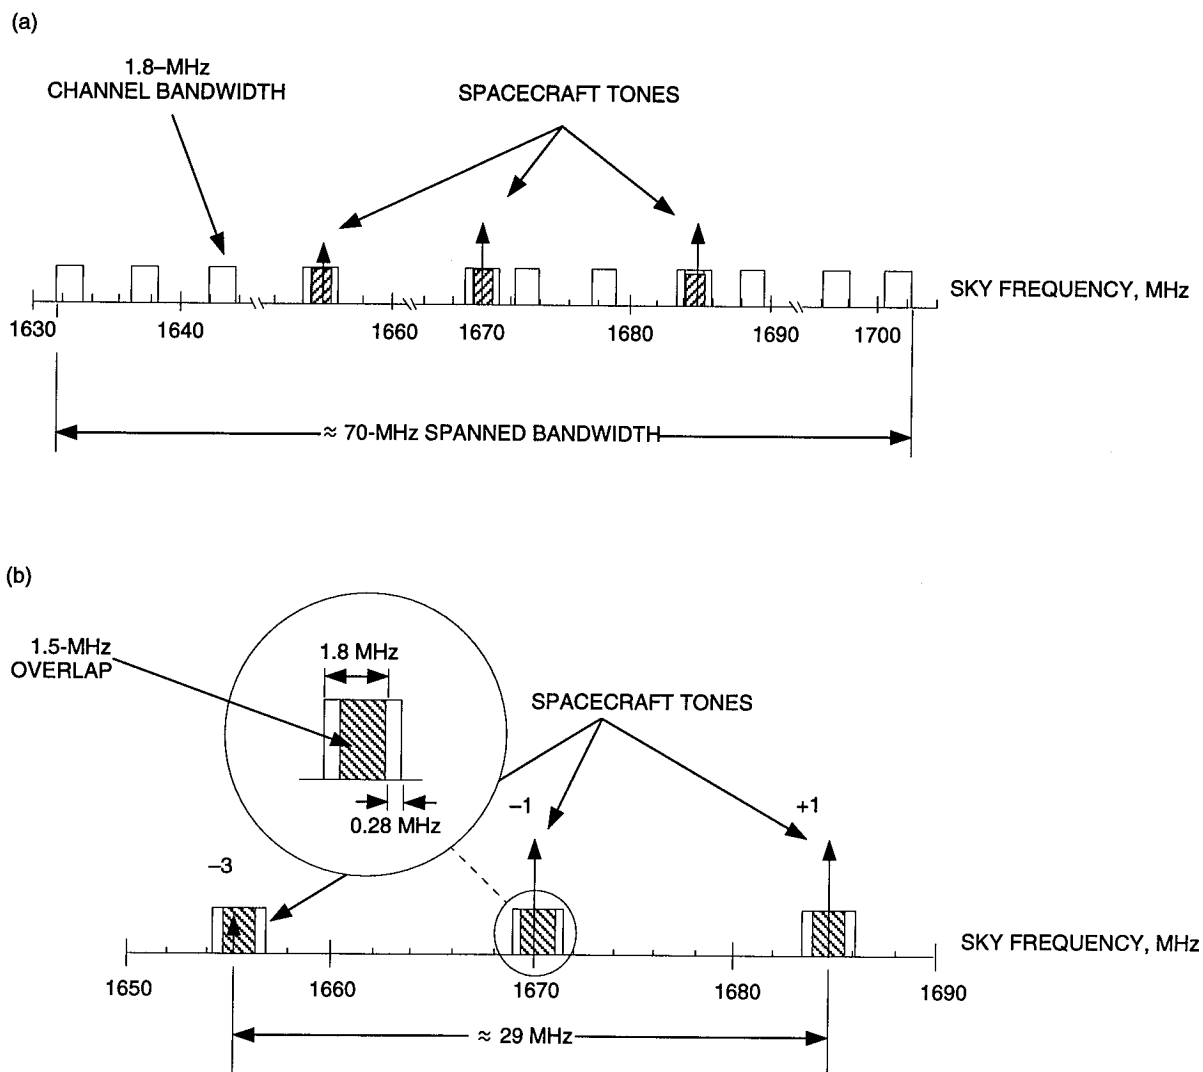 (a)
1.8–MHz
CHANNEL BANDWIDTH
SPACECRAFT TONES
SKY FREQUENCY, MHz
1630
1640
1660
1670
1680
1690
1700
≈ 70-MHz SPANNED BANDWIDTH
(b)
1.5-MHz
OVERLAP
1.8 MHz
0.28 MHz
SPACECRAFT TONES
–3
–1
+1
SKY FREQUENCY, MHz
1650
1660
1670
1680
1690
≈ 29 MHz